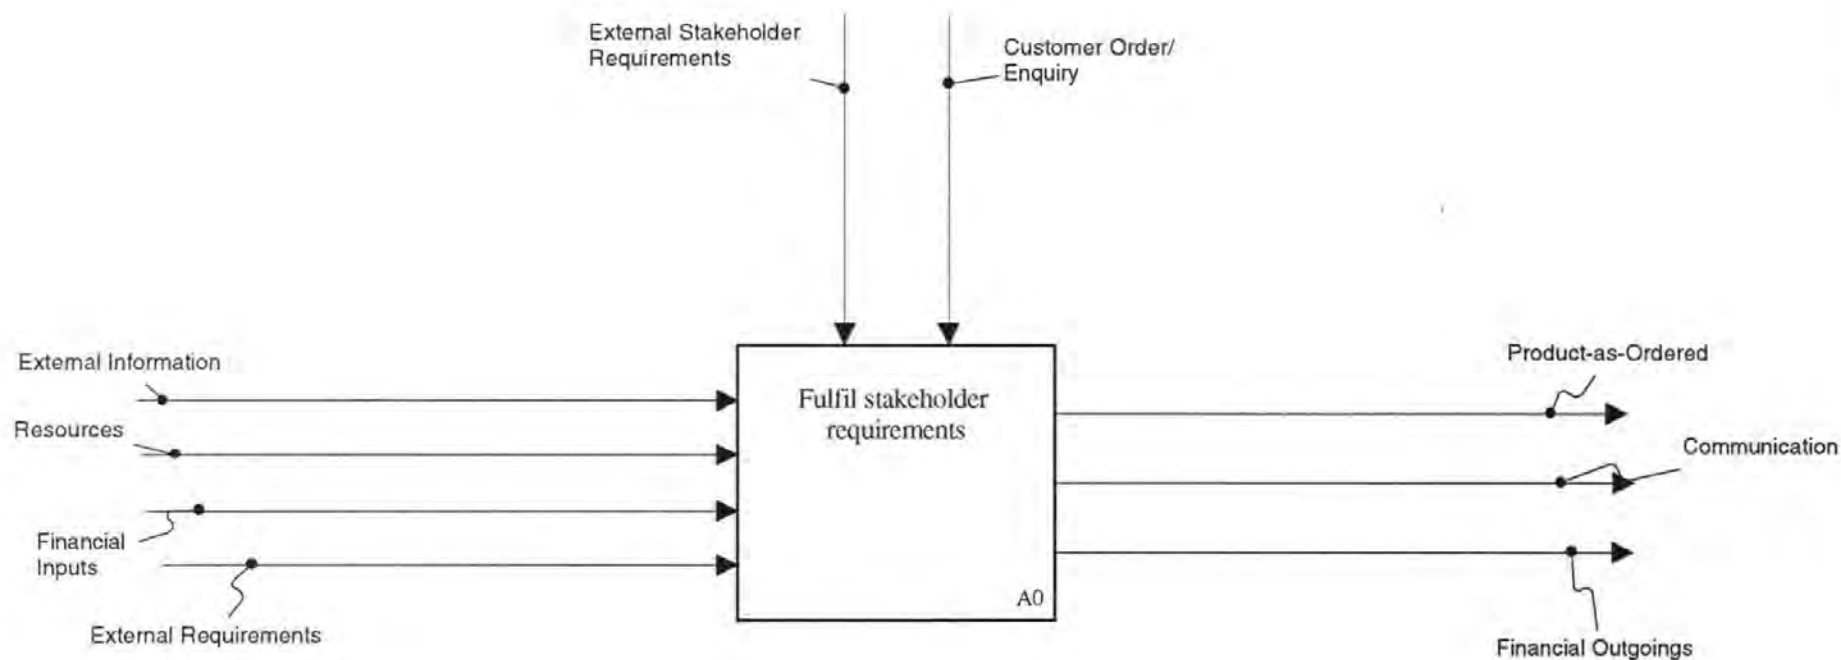 External Stakeholder
Requirements
Customer Order/
Enquiry
External Information
Resources
Financial
Inputs
External Requirements
Fulfil stakeholder
requirements
A0
Product-as-Ordered
Communication
Financial Outgoings